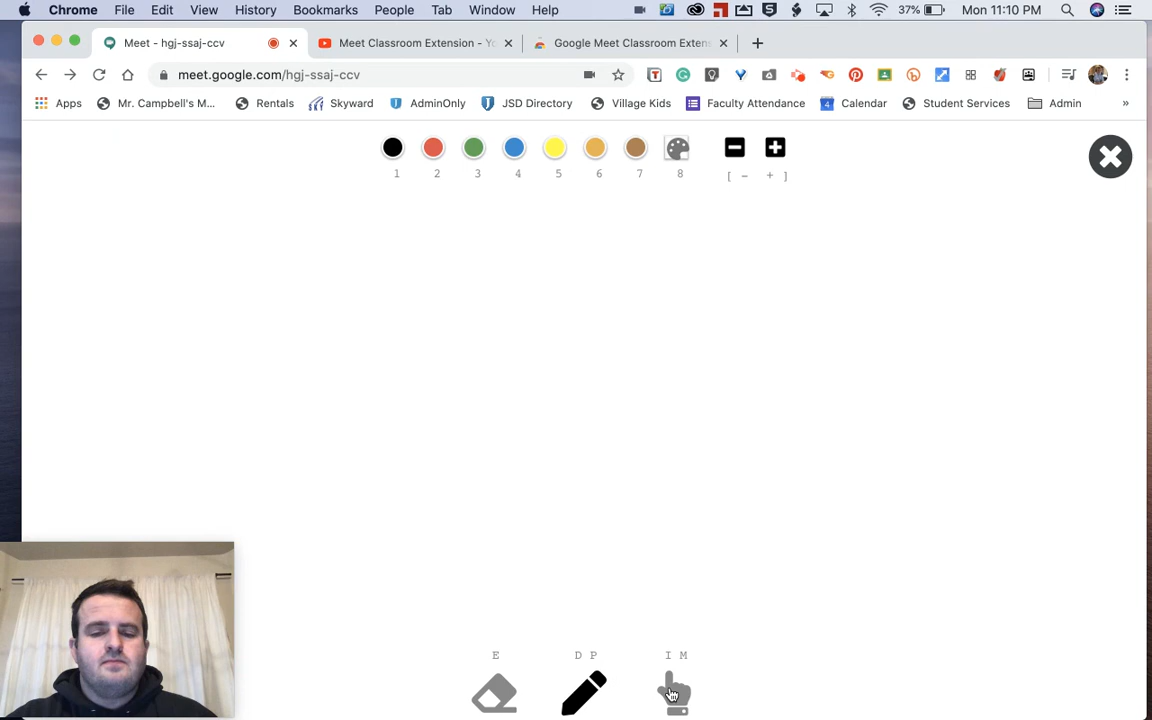 Chrome File Edit View History Bookmarks People Tab Window Help 37% Mon 11:10 PM
Meet - hgj-ssaj-ccv Meet Classroom Extension - Yo Google Meet Classroom Extens
meet.google.com/hgj-ssaj-ccv
Apps Mr. Campbell's M... Rentals Skyward AdminOnly JSD Directory Village Kids Faculty Attendance 4 Calendar Student Services Admin »
1 2 3 4 5 6 7 8 [ - + ]
E D P I M